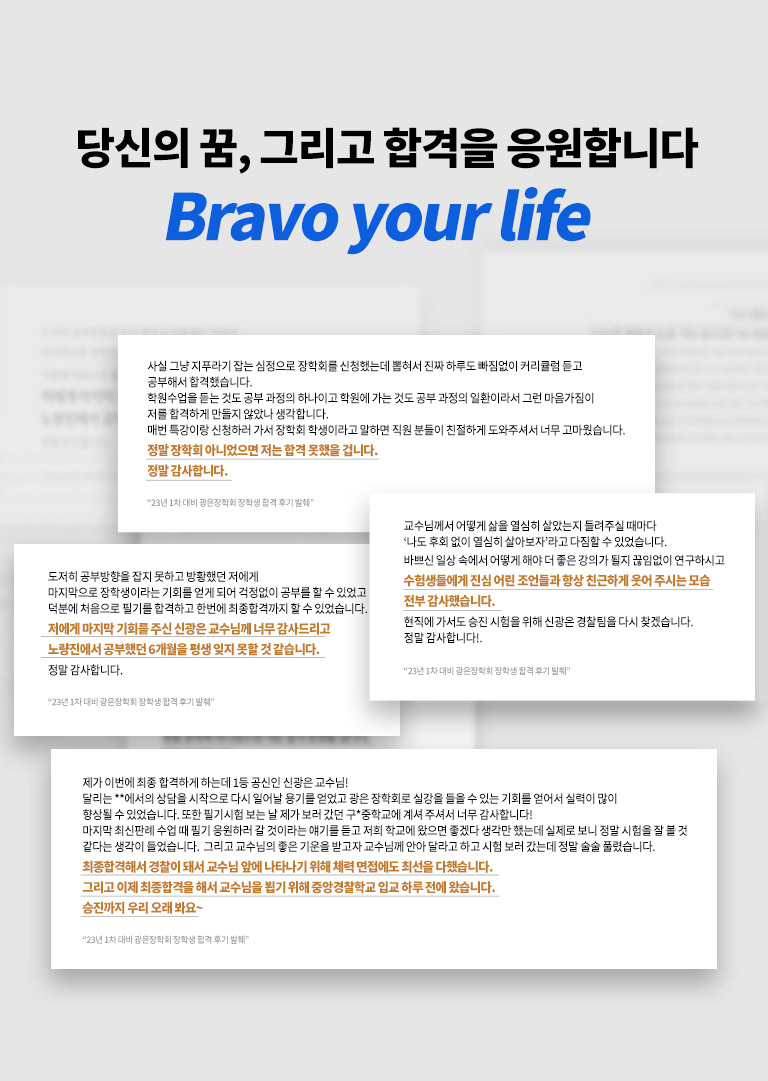 당신의 꿈, 그리고 합격을 응원합니다
Bravo your life
사실 그냥 지푸라기 잡는 심정으로 장학회를 신청했는데 뽑혀서 진짜 하루도 빠짐없이 커리큘럼 듣고
공부해서 합격했습니다.
학원수업을 듣는 것도 공부 과정의 하나이고 학원에 가는 것도 공부 과정의 일환이라서 그런 마음가짐이
저를 합격하게 만들지 않았나 생각합니다.
매번 특강이랑 신청하러 가서 장학회 학생이라고 말하면 직원 분들이 친절하게 도와주셔서 너무 고마웠습니다.
정말 장학회 아니었으면 저는 합격 못했을 겁니다.
정말 감사합니다.
“23년 1차 대비 광은장학회 장학생 합격 후기 발췌”
교수님께서 어떻게 삶을 열심히 살았는지 들려주실 때마다
‘나도 후회 없이 열심히 살아보자’라고 다짐할 수 있었습니다.
바쁘신 일상 속에서 어떻게 해야 더 좋은 강의가 될지 끊임없이 연구하시고
수험생들에게 진심 어린 조언들과 항상 친근하게 웃어 주시는 모습
전부 감사했습니다.
현직에 가서도 승진 시험을 위해 신광은 경찰팀을 다시 찾겠습니다.
정말 감사합니다!.
“23년 1차 대비 광은장학회 장학생 합격 후기 발췌”
도저히 공부방향을 잡지 못하고 방황했던 저에게
마지막으로 장학생이라는 기회를 얻게 되어 걱정없이 공부를 할 수 있었고
덕분에 처음으로 필기를 합격하고 한번에 최종합격까지 할 수 있었습니다.
저에게 마지막 기회를 주신 신광은 교수님께 너무 감사드리고
노량진에서 공부했던 6개월을 평생 잊지 못할 것 같습니다.
정말 감사합니다.
“23년 1차 대비 광은장학회 장학생 합격 후기 발췌”
제가 이번에 최종 합격하게 하는데 1등 공신인 신광은 교수님!
달리는 **에서의 상담을 시작으로 다시 일어날 용기를 얻었고 광은 장학회로 실강을 들을 수 있는 기회를 얻어서 실력이 많이
향상될 수 있었습니다. 또한 필기시험 보는 날 제가 보러 갔던 구*중학교에 계셔 주셔서 너무 감사합니다!
마지막 최신판례 수업 때 필기 응원하러 갈 것이라는 얘기를 듣고 저희 학교에 왔으면 좋겠다 생각만 했는데 실제로 보니 정말 시험을 잘 볼 것
같다는 생각이 들었습니다. 그리고 교수님의 좋은 기운을 받고자 교수님께 안아 달라고 하고 시험 보러 갔는데 정말 술술 풀렸습니다.
최종합격해서 경찰이 돼서 교수님 앞에 나타나기 위해 체력 면접에도 최선을 다했습니다.
그리고 이제 최종합격을 해서 교수님을 뵙기 위해 중앙경찰학교 입교 하루 전에 왔습니다.
승진까지 우리 오래 봐요~
“23년 1차 대비 광은장학회 장학생 합격 후기 발췌”